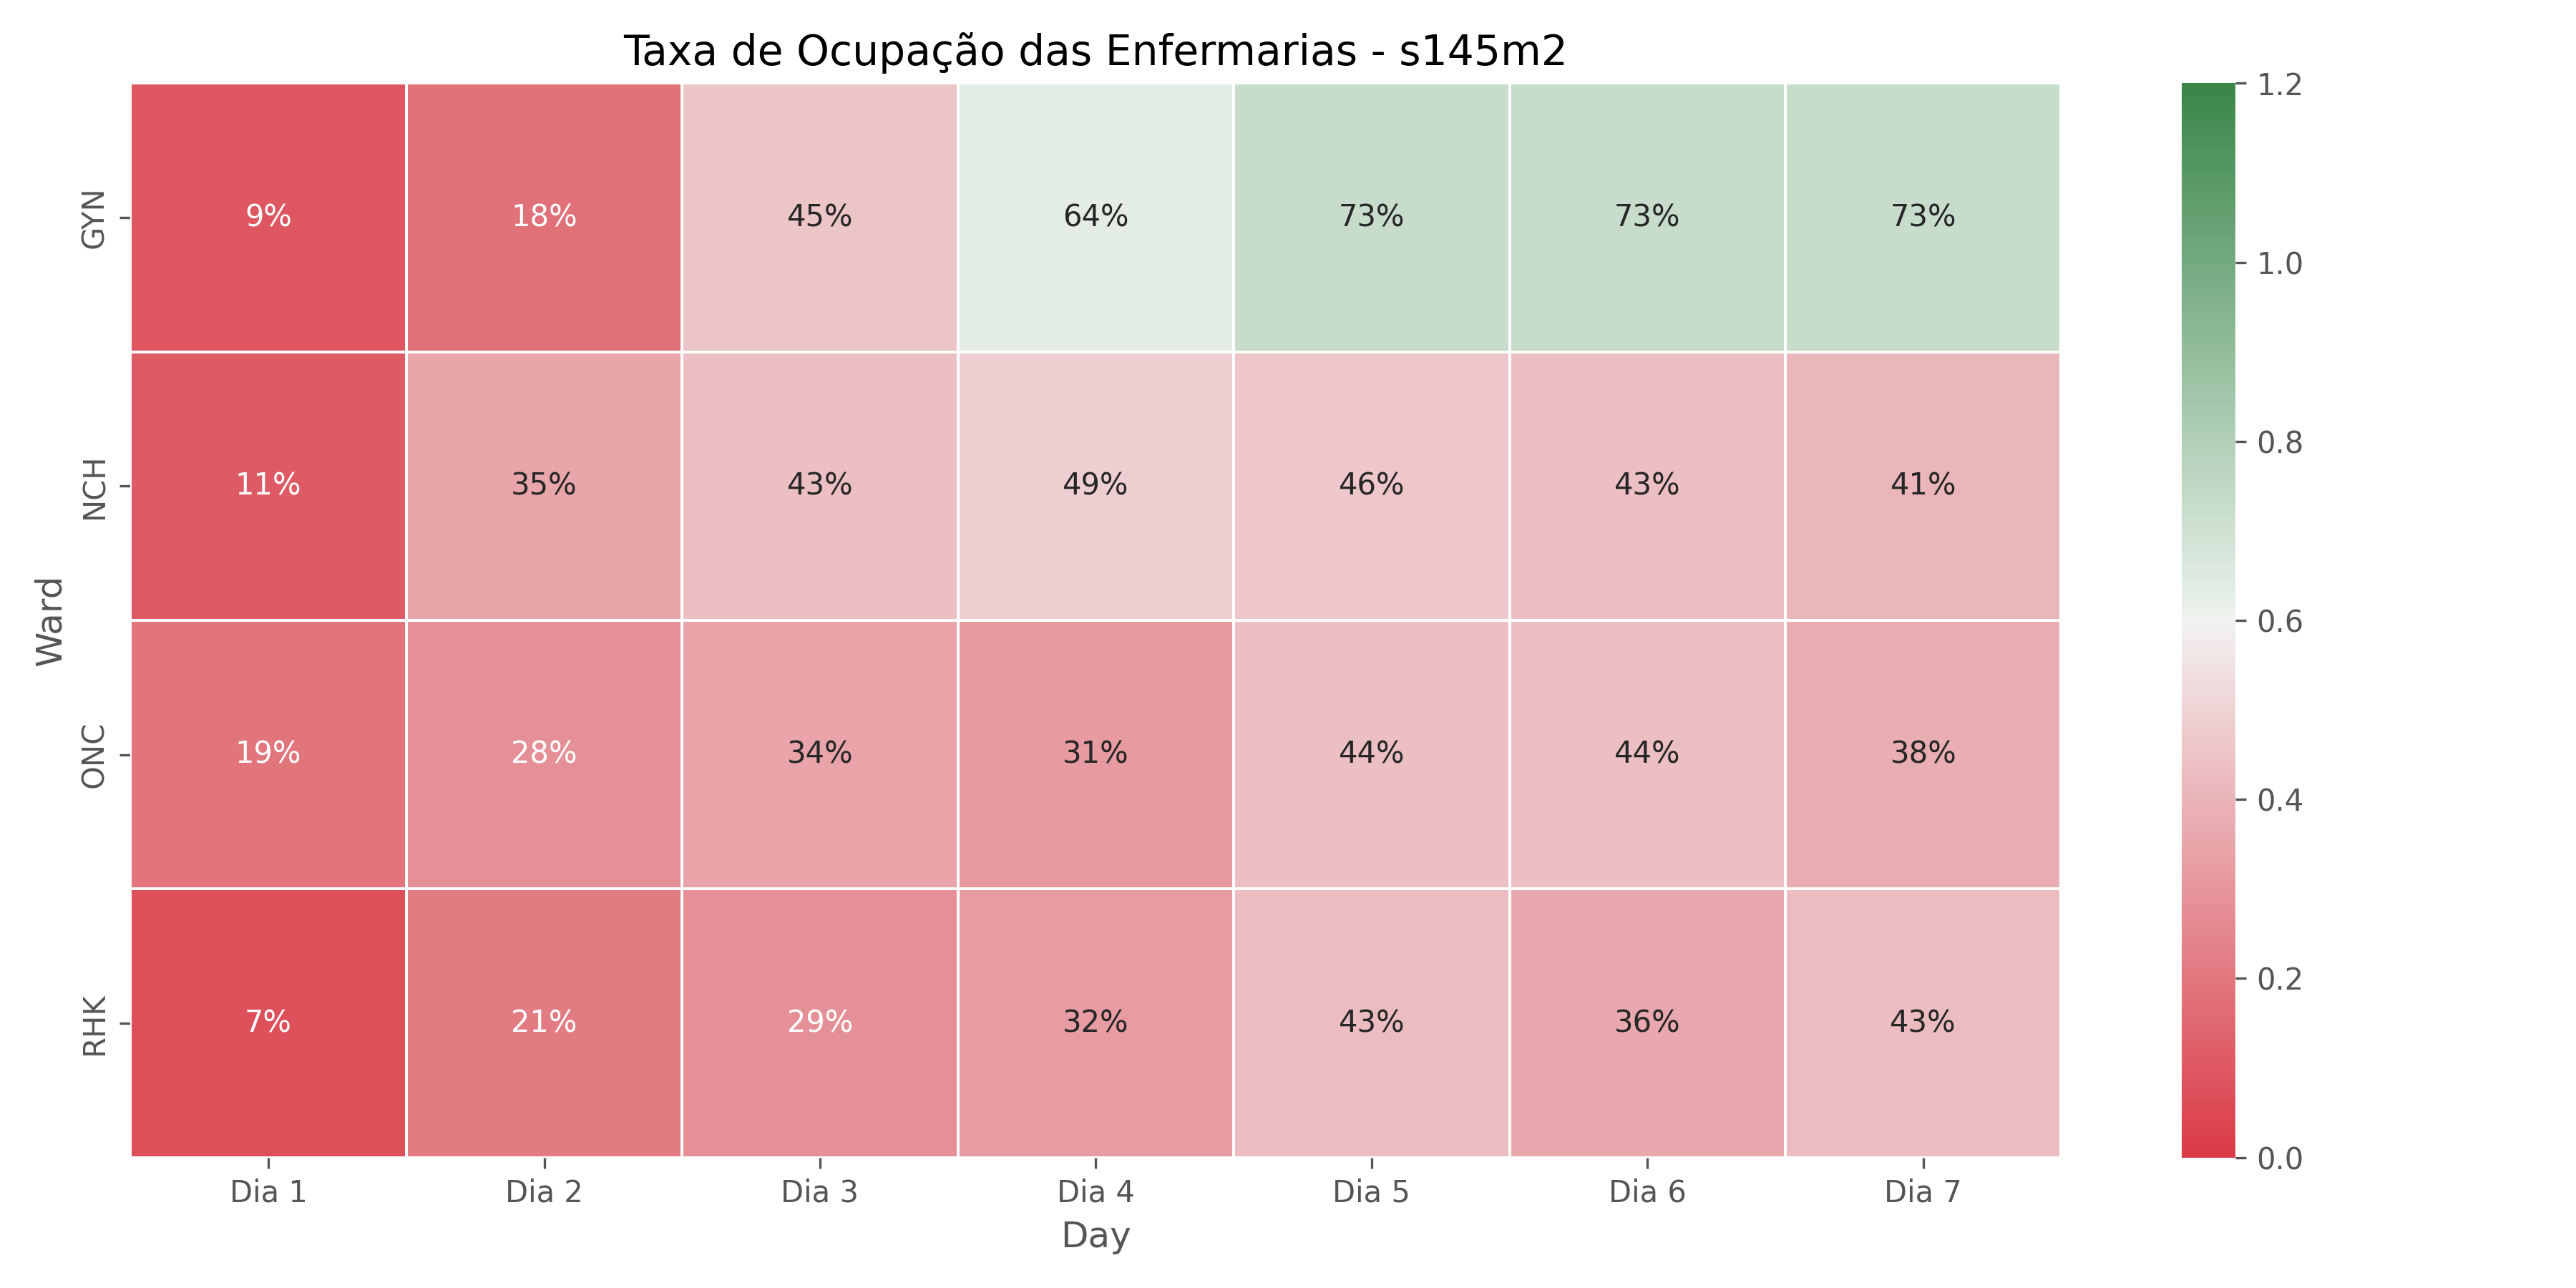 Taxa de Ocupação das Enfermarias - s145m2
Ward
GYN 9% 18% 45% 64% 73% 73% 73%
NCH 11% 35% 43% 49% 46% 43% 41%
ONC 19% 28% 34% 31% 44% 44% 38%
RHK 7% 21% 29% 32% 43% 36% 43%
Dia 1 Dia 2 Dia 3 Dia 4 Dia 5 Dia 6 Dia 7
Day
1.2
1.0
0.8
0.6
0.4
0.2
0.0